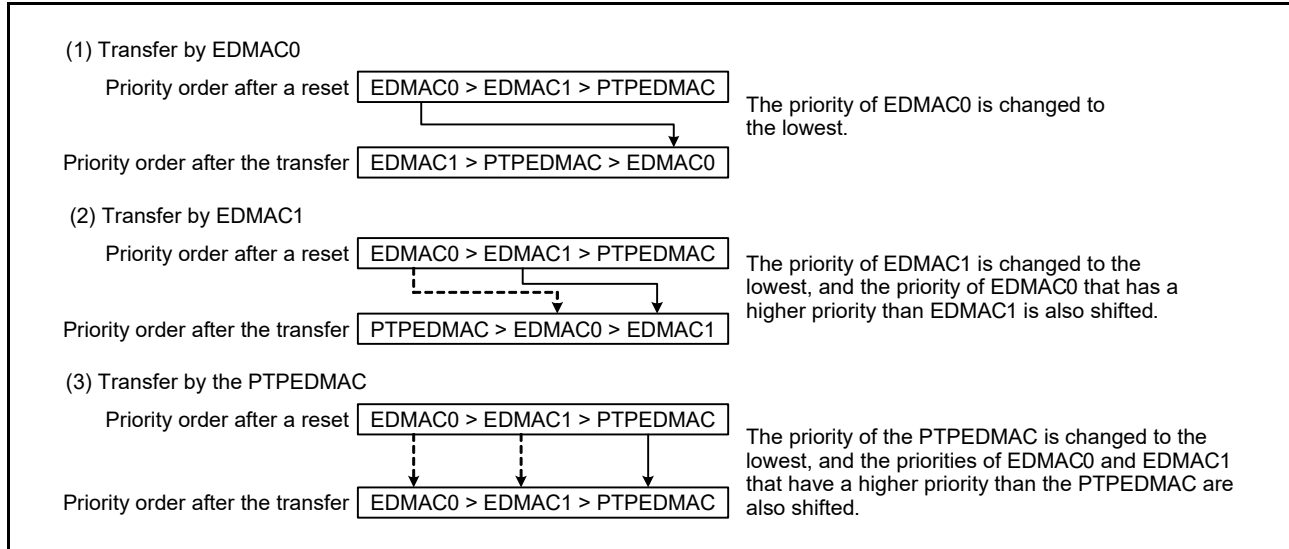 (1) Transfer by EDMAC0
Priority order after a reset EDMAC0 > EDMAC1 > PTPEDMAC
The priority of EDMAC0 is changed to
the lowest.
Priority order after the transfer EDMAC1 > PTPEDMAC > EDMAC0
(2) Transfer by EDMAC1
Priority order after a reset EDMAC0 > EDMAC1 > PTPEDMAC
The priority of EDMAC1 is changed to the
lowest, and the priority of EDMAC0 that has a
higher priority than EDMAC1 is also shifted.
Priority order after the transfer PTPEDMAC > EDMAC0 > EDMAC1
(3) Transfer by the PTPEDMAC
Priority order after a reset EDMAC0 > EDMAC1 > PTPEDMAC
The priority of the PTPEDMAC is changed to the
lowest, and the priorities of EDMAC0 and EDMAC1
that have a higher priority than the PTPEDMAC are
also shifted.
Priority order after the transfer EDMAC0 > EDMAC1 > PTPEDMAC